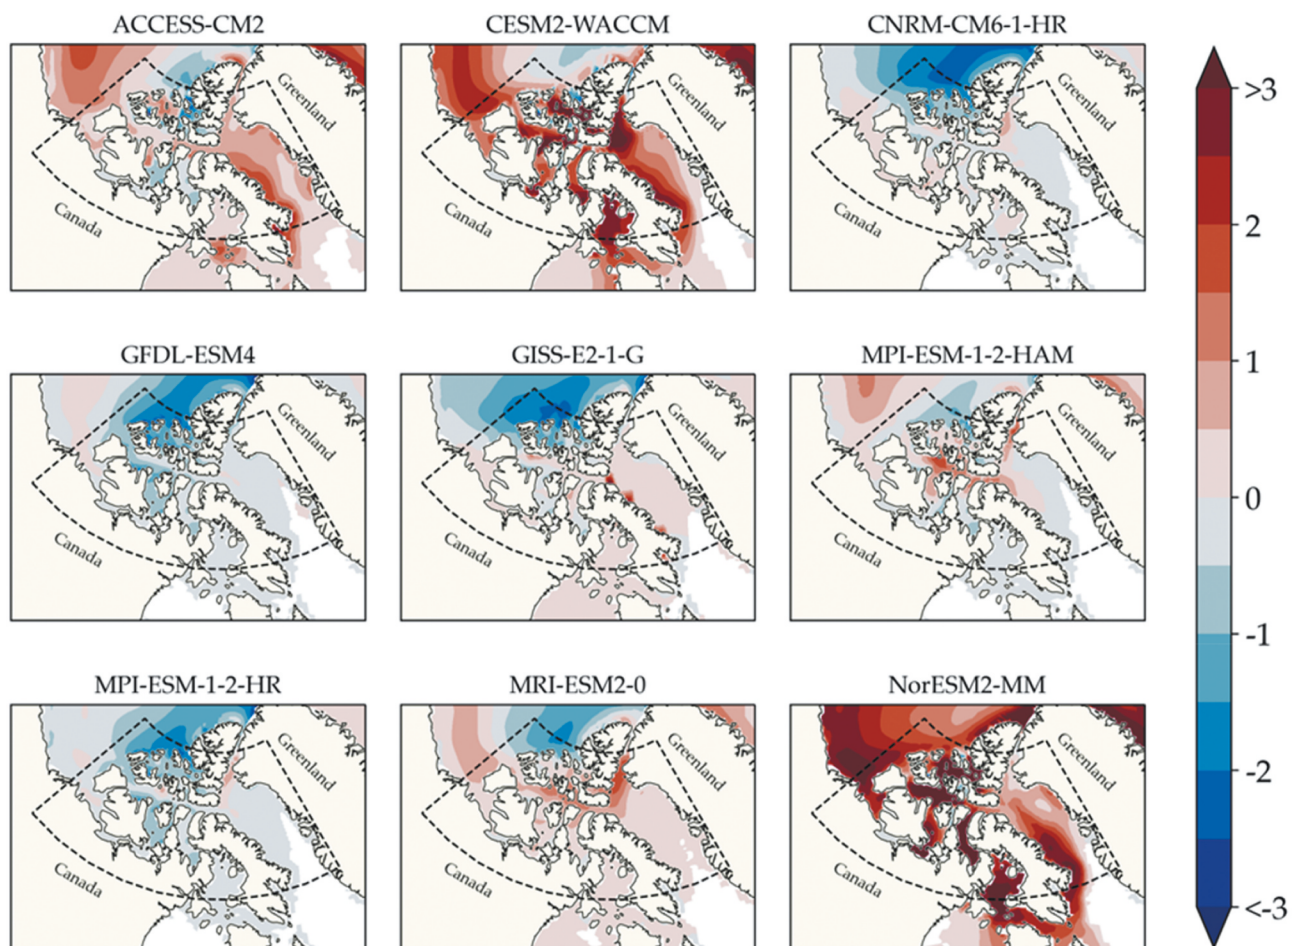 ACCESS-CM2
CESM2-WACCM
CNRM-CM6-1-HR
Greenland
Canada
Greenland
Canada
Greenland
Canada
GFDL-ESM4
GISS-E2-1-G
MPI-ESM-1-2-HAM
Greenland
Canada
Greenland
Canada
Greenland
Canada
MPI-ESM-1-2-HR
MRI-ESM2-0
NorESM2-MM
Greenland
Canada
Greenland
Canada
Greenland
Canada
>3
2
1
0
-1
-2
<-3